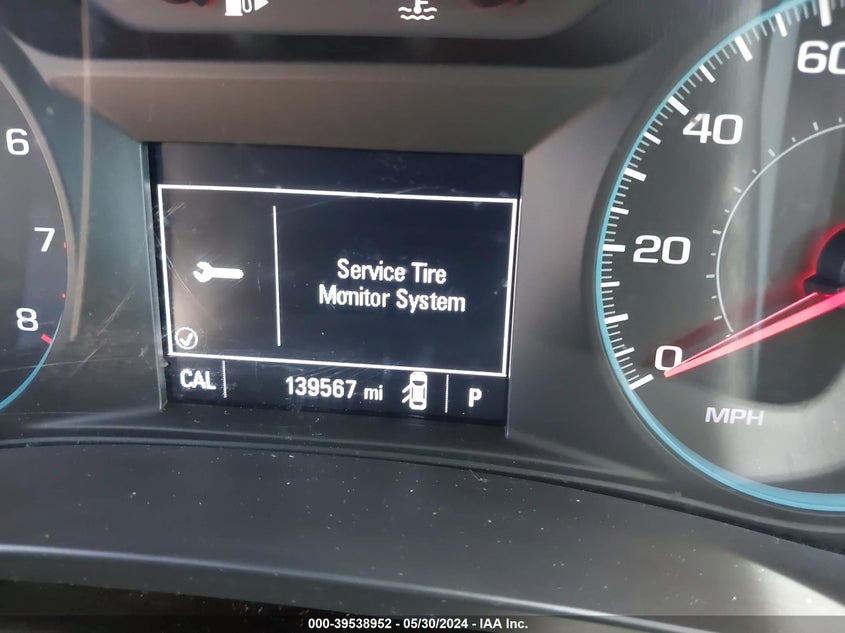 6
7
8
Service Tire
Monitor System
CAL
139567 mi
P
60
40
20
0
MPH
000-39538952 - 05/30/2024 - IAA Inc.